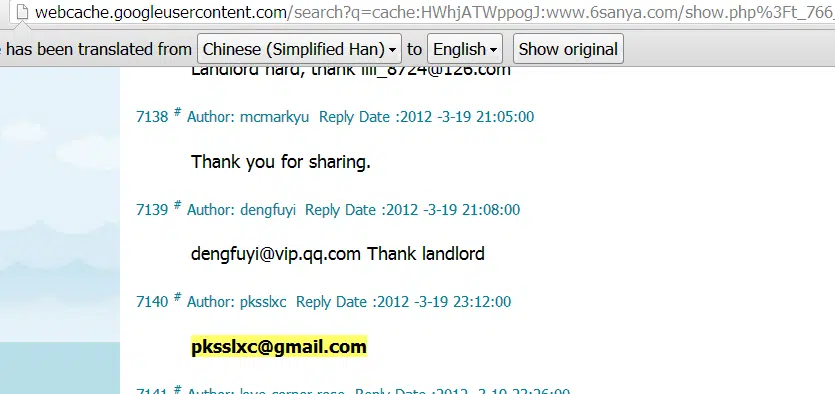 webcache.googleusercontent.com/search?q=cache:HWhjATWppogJ:www.6sanya.com/show.php%3Ft_766_
has been translated from Chinese (Simplified Han) to English Show original
Landlord hard, thank lili_8724@126.com
7138 # Author: mcmarkyu Reply Date :2012 -3-19 21:05:00
Thank you for sharing.
7139 # Author: dengfuyi Reply Date :2012 -3-19 21:08:00
dengfuyi@vip.qq.com Thank landlord
7140 # Author: pksslxc Reply Date :2012 -3-19 23:12:00
pksslxc@gmail.com
7141 # Author: love corner rose Reply Date :2012 -3-19 23:26:00